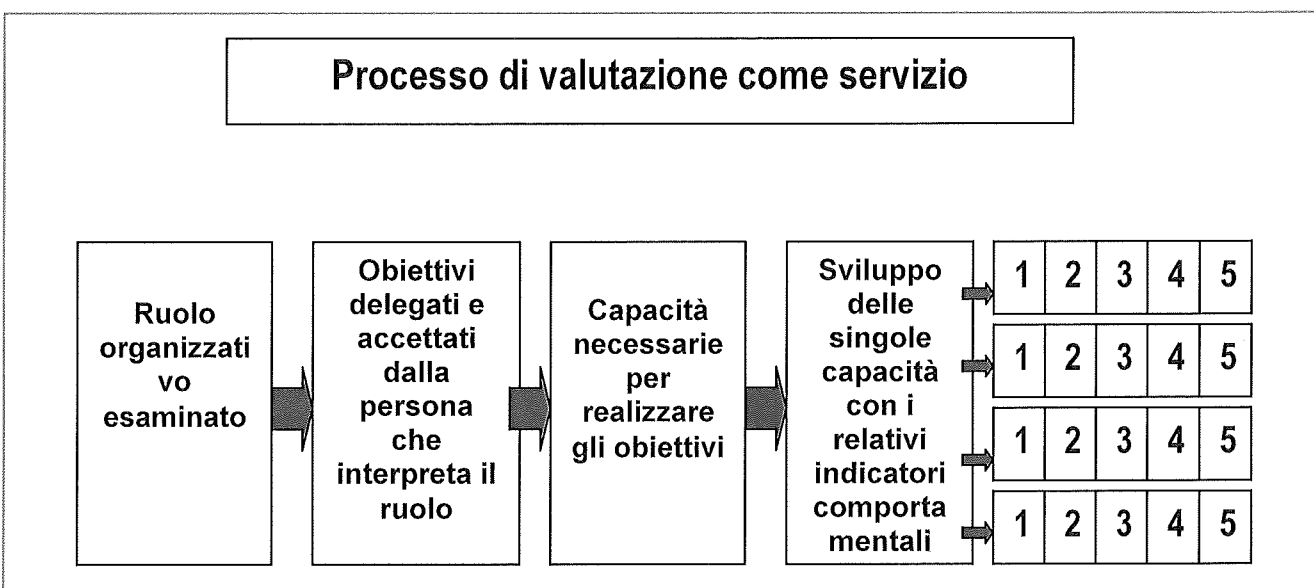 Processo di valutazione come servizio
Ruolo
organizzati
vo
esaminato
Obiettivi
delegati e
accettati
dalla
persona
che
interpreta il
ruolo
Capacità
necessarie
per
realizzare
gli obiettivi
Sviluppo
delle
singole
capacità
con i
relativi
indicatori
comporta
mentali
1 2 3 4 5
1 2 3 4 5
1 2 3 4 5
1 2 3 4 5